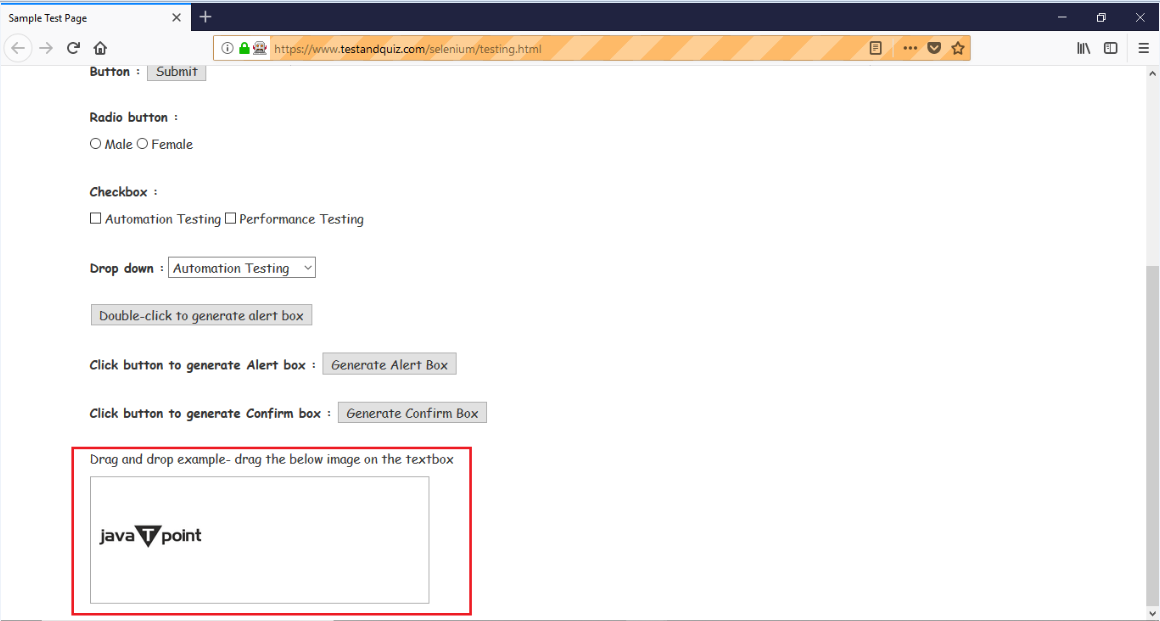 Sample Test Page
https://www.testandquiz.com/selenium/testing.html
Button : Submit
Radio button :
Male Female
Checkbox :
Automation Testing Performance Testing
Drop down : Automation Testing
Double-click to generate alert box
Click button to generate Alert box : Generate Alert Box
Click button to generate Confirm box : Generate Confirm Box
Drag and drop example- drag the below image on the textbox
javaTpoint